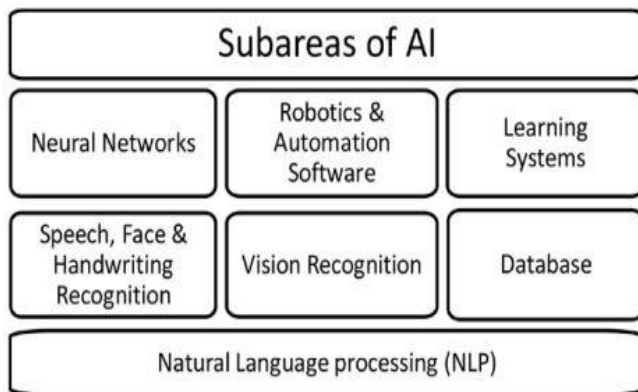 Subareas of AI
Neural Networks
Robotics &
Automation
Software
Learning
Systems
Speech, Face &
Handwriting
Recognition
Vision Recognition
Database
Natural Language processing (NLP)